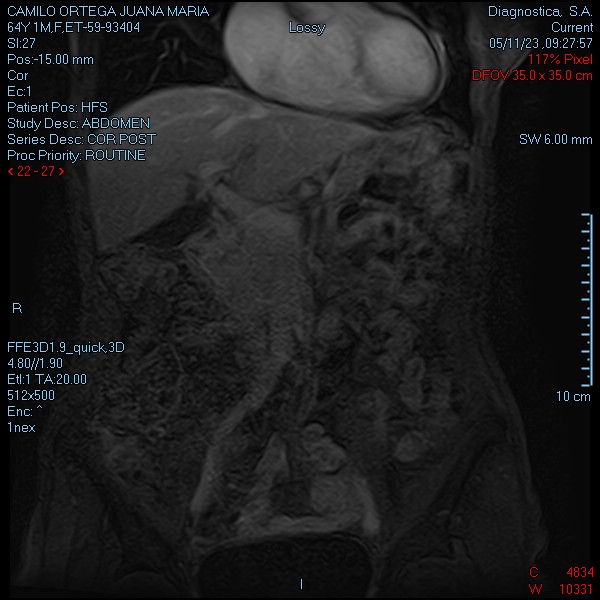 CAMILO ORTEGA JUANA MARIA
64Y 1M,F,ET-59-93404
Sl:27
Pos:-15.00 mm
Cor
Ec:1
Patient Pos: HFS
Study Desc: ABDOMEN
Series Desc: COR POST
Proc Priority: ROUTINE
< 22 - 27 >
Lossy
Diagnostica, S.A.
Current
05/11/23 ,09:27:57
117% Pixel
DFOV 35.0 x 35.0 cm
SW 6.00 mm
R
FFE3D1.9_quick,3D
4.80//1.90
Etl:1 TA:20.00
512x500
Enc: ^
1nex
10 cm
I
C 4834
W 10331